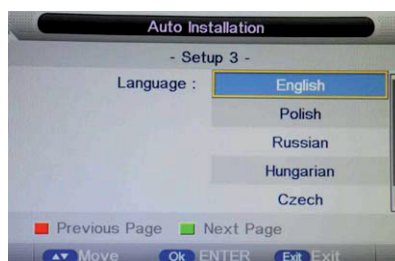 Auto Installation
- Setup 3 -
Language : English
Polish
Russian
Hungarian
Czech
Previous Page Next Page
Move Ok ENTER Exit Exit